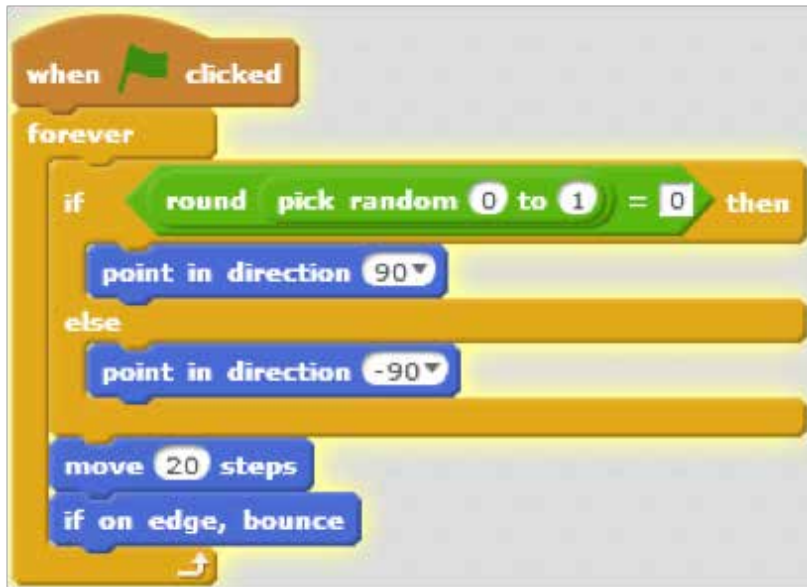 when clicked
forever
if round pick random 0 to 1 = 0 then
point in direction 90
else
point in direction -90
move 20 steps
if on edge, bounce